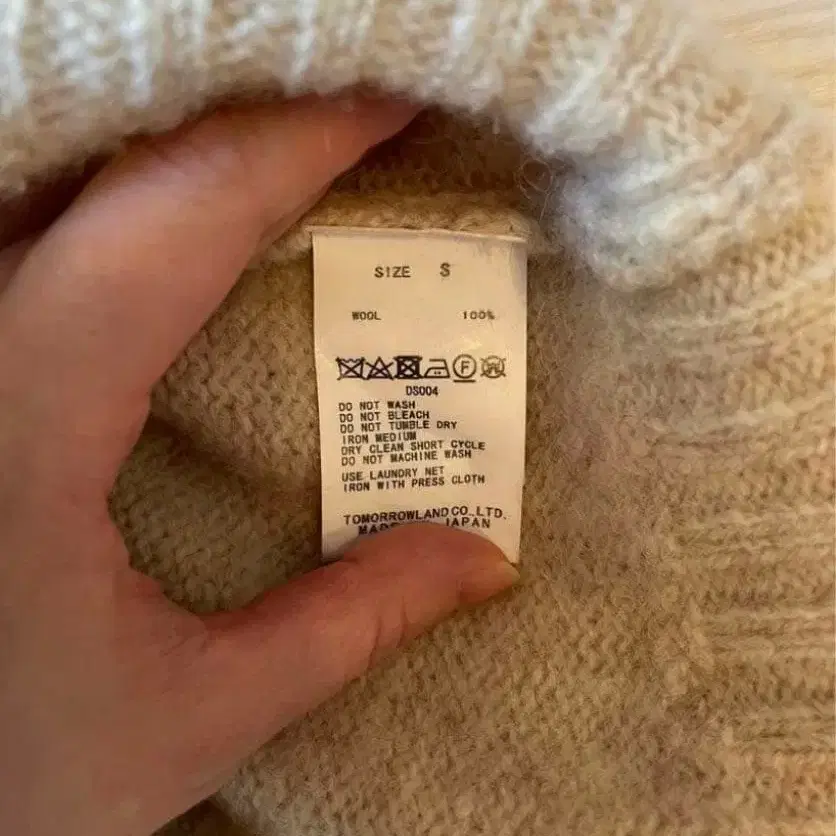 SIZE S
WOOL 100%
F W
DS004
DO NOT WASH
DO NOT BLEACH
DO NOT TUMBLE DRY
IRON MEDIUM
DRY CLEAN SHORT CYCLE
DO NOT MACHINE WASH
USE LAUNDRY NET
IRON WITH PRESS CLOTH
TOMORROWLAND CO.,LTD.
JAPAN